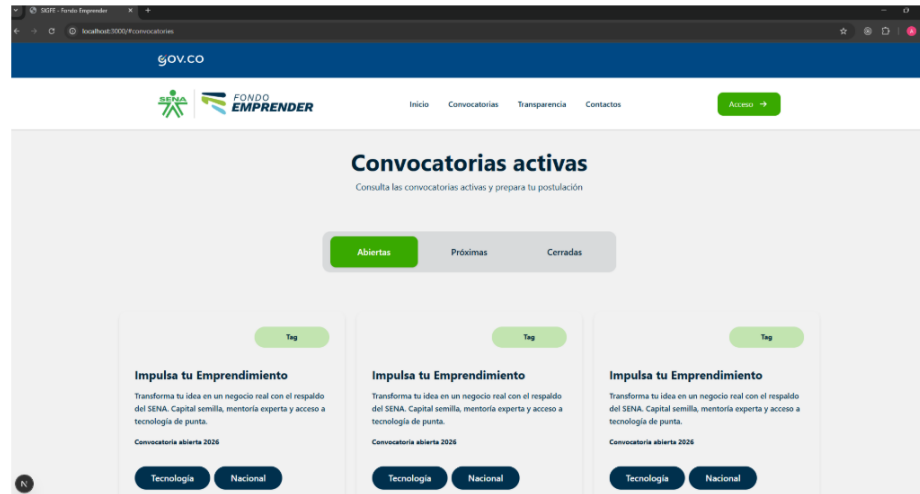 SIGFE - Fondo Emprender
localhost:3000/#convocatories
GOV.CO
SENA
FONDO
EMPRENDER
Inicio Convocatorias Transparencia Contactos
Acceso →
Convocatorias activas
Consulta las convocatorias activas y prepara tu postulación
Abiertas Próximas Cerradas
Tag Tag Tag
Impulsa tu Emprendimiento Impulsa tu Emprendimiento Impulsa tu Emprendimiento
Transforma tu idea en un negocio real con el respaldo Transforma tu idea en un negocio real con el respaldo Transforma tu idea en un negocio real con el respaldo
del SENA. Capital semilla, mentoría experta y acceso a del SENA. Capital semilla, mentoría experta y acceso a del SENA. Capital semilla, mentoría experta y acceso a
tecnología de punta. tecnología de punta. tecnología de punta.
Convocatoria abierta 2026 Convocatoria abierta 2026 Convocatoria abierta 2026
Tecnología Nacional Tecnología Nacional Tecnología Nacional
N